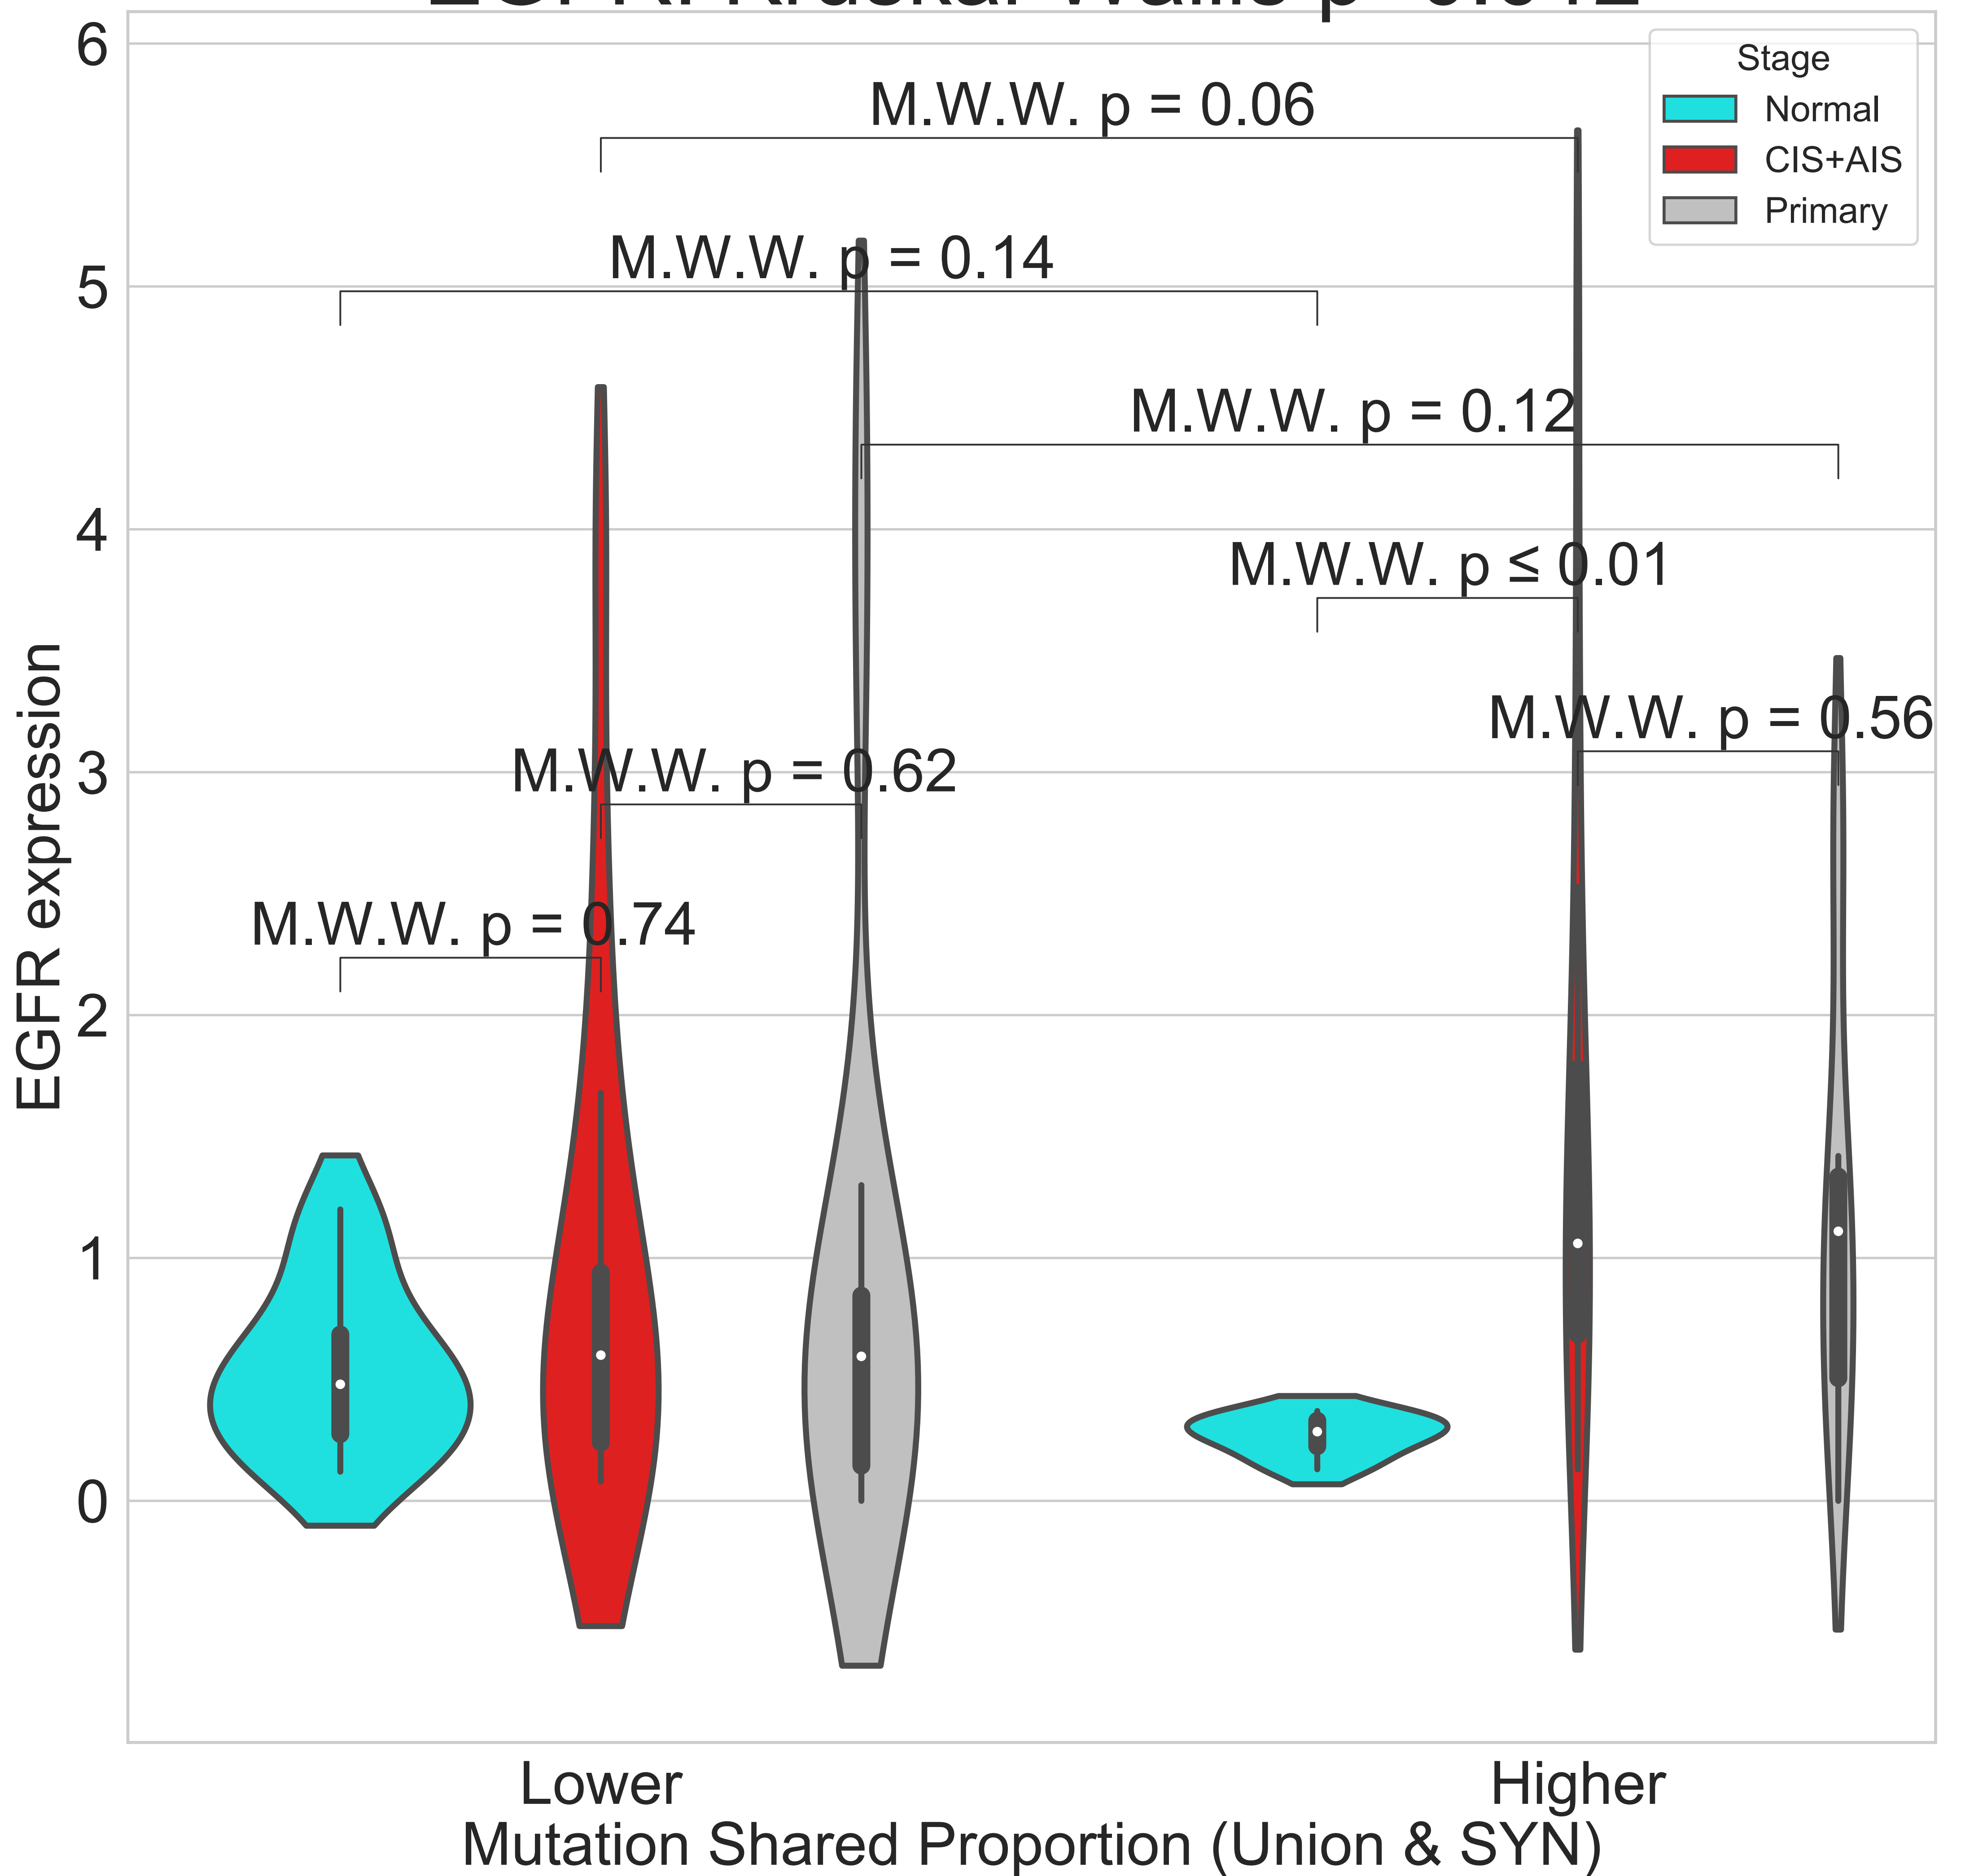 6
Stage
Normal
CIS+AIS
Primary
M.W.W. p = 0.06
M.W.W. p = 0.14
5
M.W.W. p = 0.12
4
M.W.W. p ≤ 0.01
M.W.W. p = 0.56
3
M.W.W. p = 0.62
M.W.W. p = 0.74
2
EGFR expression
1
0
Lower
Higher
Mutation Shared Proportion (Union & SYN)